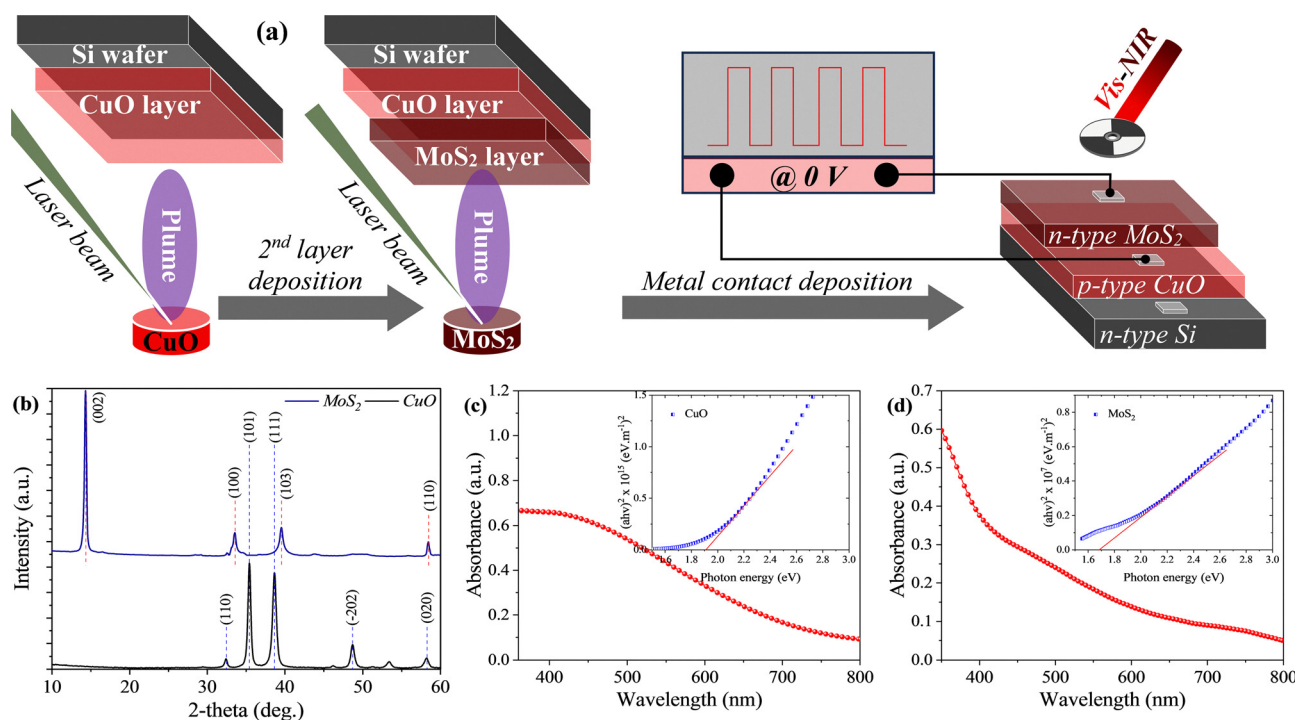 (a)
Si wafer
CuO layer
Laser beam
Plume
CuO
2nd layer
deposition
Si wafer
CuO layer
MoS2 layer
Laser beam
Plume
MoS2
Metal contact deposition
@ 0 V
Vis-NIR
n-type MoS2
p-type CuO
n-type Si
(b)
MoS2 CuO
(002)
(100)
(101)
(111)
(103)
(110)
(110)
(-202)
(020)
Intensity (a.u.)
10 20 30 40 50 60
2-theta (deg.)
(c)
1.2
1.0
0.8
0.6
0.4
0.2
0.0
Absorbance (a.u.)
400 500 600 700 800
Wavelength (nm)
CuO
1.5
1.0
0.5
0.0
(ahν)2 x 1015 (eV.m-1)2
1.6 1.8 2.0 2.2 2.4 2.6 2.8
Photon energy (eV)
(d)
0.7
0.6
0.5
0.4
0.3
0.2
0.1
0.0
Absorbance (a.u.)
400 500 600 700 800
Wavelength (nm)
MoS2
0.8
0.6
0.4
0.2
0.0
(ahν)2 x 107 (eV.m-1)2
1.6 1.8 2.0 2.2 2.4 2.6 2.8 3.0
Photon energy (eV)